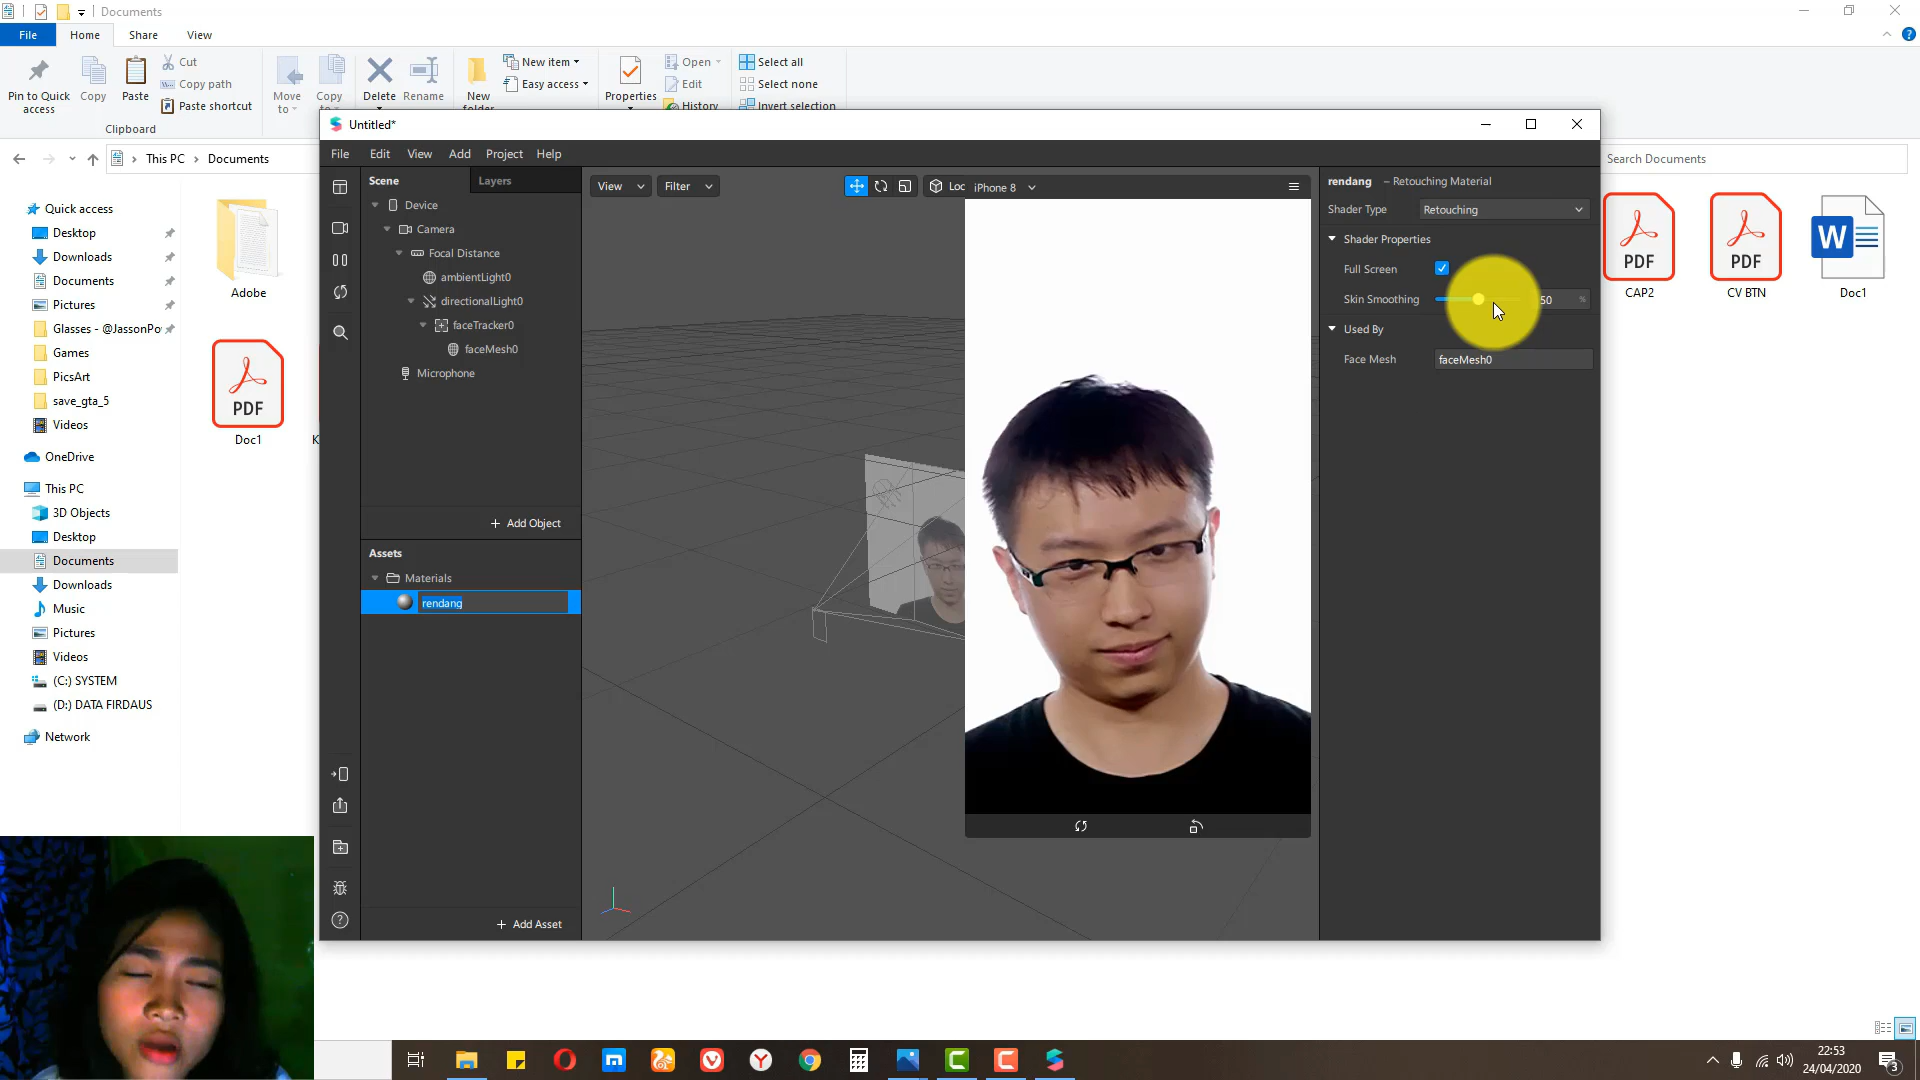 Documents
File
Home
Share
View
Pin to Quick access
Copy
Paste
Cut
Copy path
Paste shortcut
Clipboard
Move to
Copy
Delete
Rename
New folder
New item
Easy access
Properties
Open
Edit
History
Select all
Select none
Invert selection
This PC > Documents
Search Documents
Quick access
Desktop
Downloads
Documents
Pictures
Glasses - @JassonPo
Games
PicsArt
save_gta_5
Videos
OneDrive
This PC
3D Objects
Desktop
Documents
Downloads
Music
Pictures
Videos
(C:) SYSTEM
(D:) DATA FIRDAUS
Network
Adobe
PDF
Doc1
K
PDF
CAP2
PDF
CV BTN
W
Doc1
Untitled*
File Edit View Add Project Help
Scene
Layers
Device
Camera
Focal Distance
ambientLight0
directionalLight0
faceTracker0
faceMesh0
Microphone
+ Add Object
Assets
Materials
rendang
+ Add Asset
View
Filter
Loc
iPhone 8
rendang – Retouching Material
Shader Type Retouching
Shader Properties
Full Screen
Skin Smoothing 50 %
Used By
Face Mesh faceMesh0
22:53
24/04/2020
3